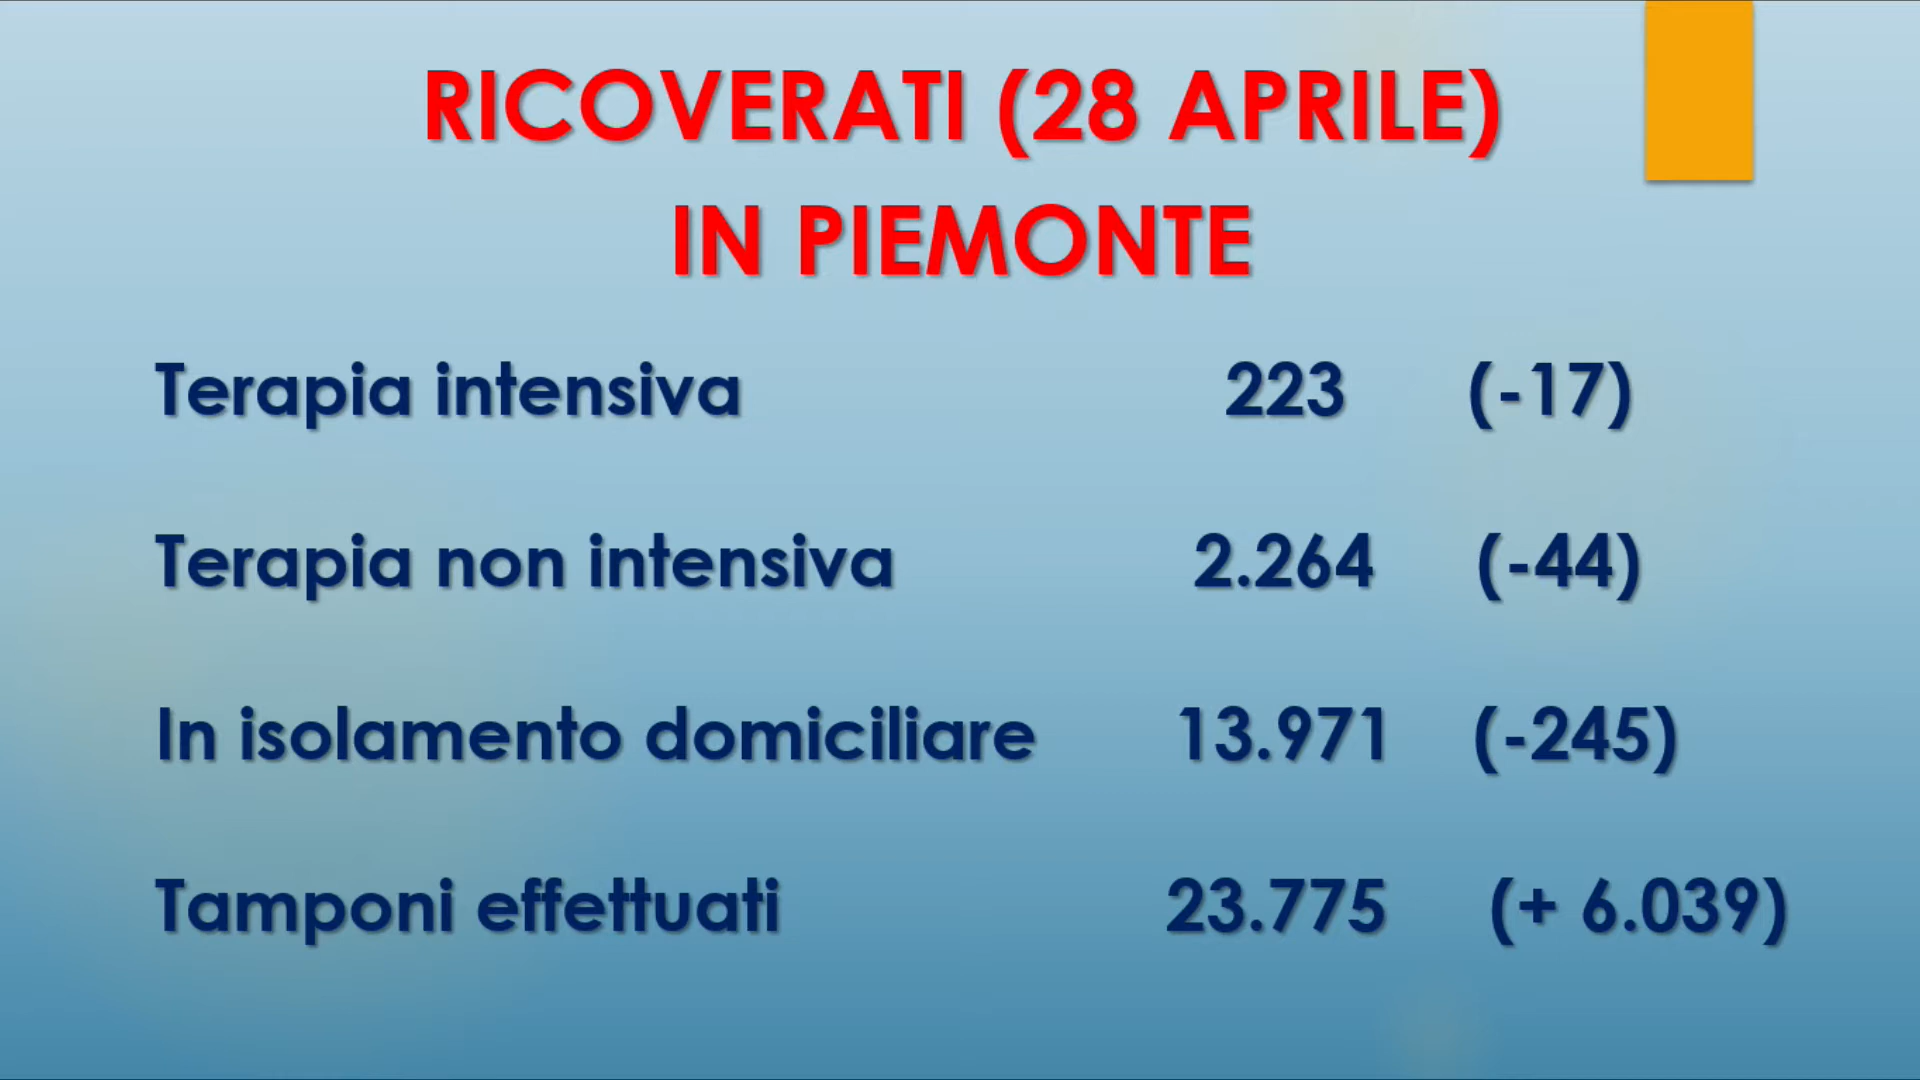 RICOVERATI (28 APRILE)
IN PIEMONTE
Terapia intensiva 223 (-17)
Terapia non intensiva 2.264 (-44)
In isolamento domiciliare 13.971 (-245)
Tamponi effettuati 23.775 (+ 6.039)